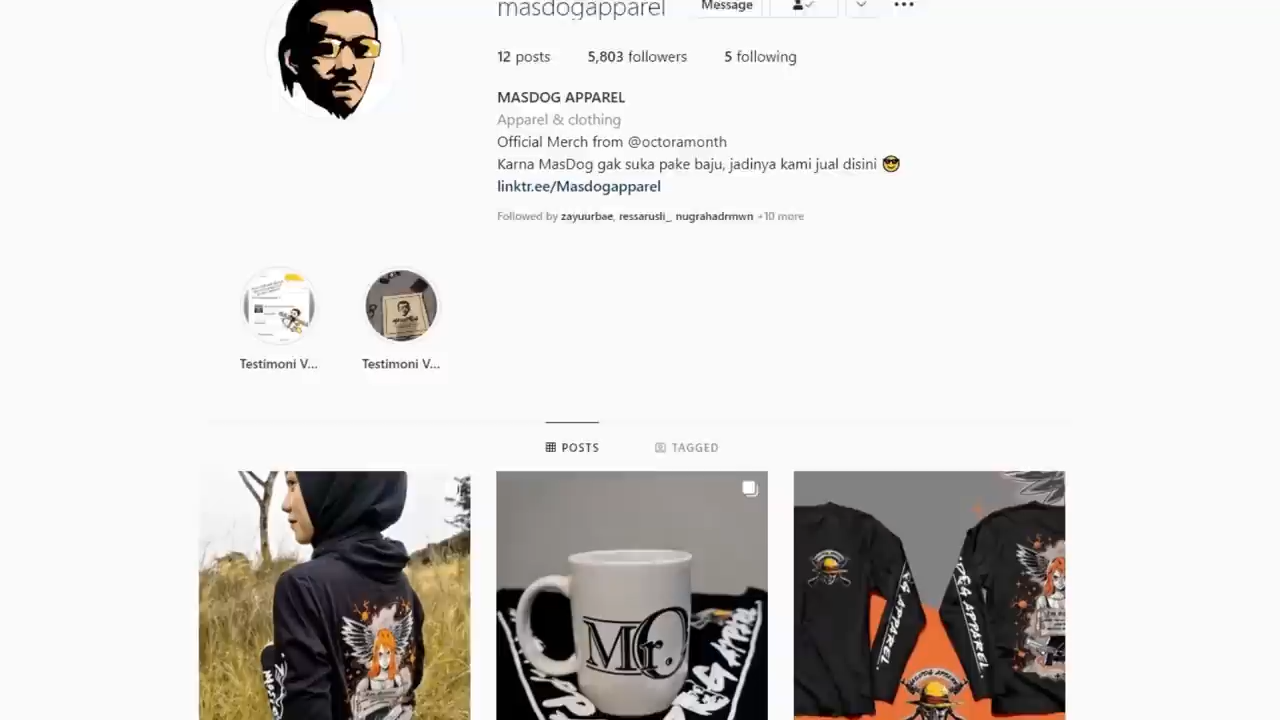 masdogapparel
Message
12 posts 5,803 followers 5 following
MASDOG APPAREL
Apparel & clothing
Official Merch from @octoramonth
Karna MasDog gak suka pake baju, jadinya kami jual disini 😎
linktr.ee/Masdogapparel
Followed by zayuurbae, ressarusli_, nugrahadrmwn +10 more
Testimoni V... Testimoni V...
POSTS TAGGED
Mr.O
MASDOG APPAREL